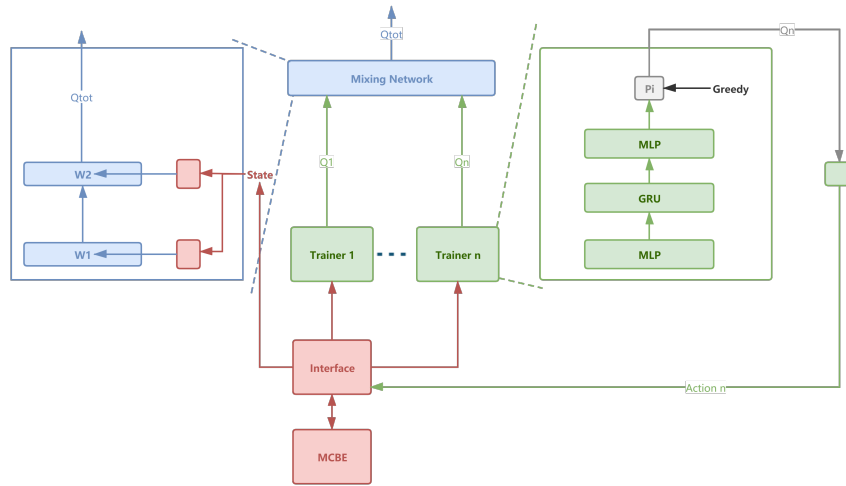 Qtot
Qn
Mixing Network
Pi
Greedy
Qtot
MLP
Q1
Qn
W2
State
GRU
W1
Trainer 1
Trainer n
MLP
Interface
Action n
MCBE